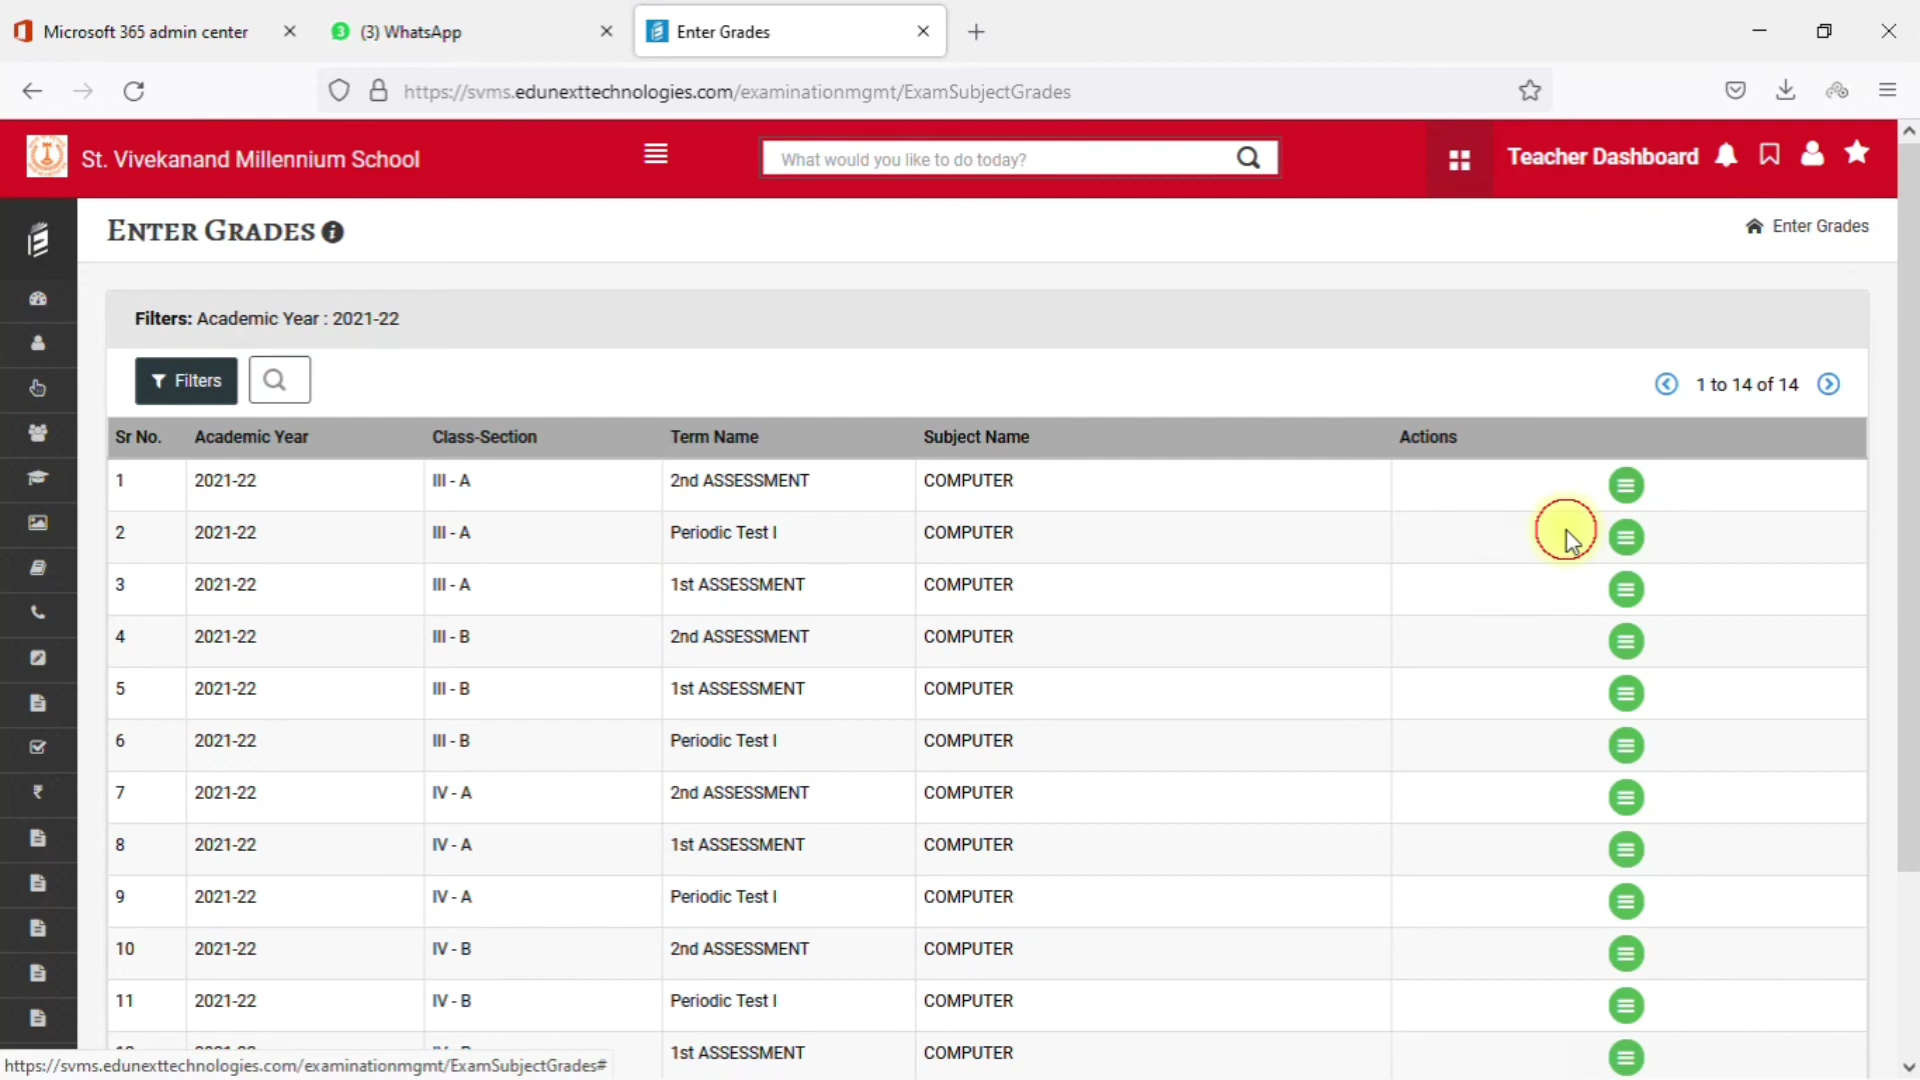 Microsoft 365 admin center
3 (3) WhatsApp
Enter Grades
https://svms.edunexttechnologies.com/examinationmgmt/ExamSubjectGrades
St. Vivekanand Millennium School
What would you like to do today?
Teacher Dashboard
ENTER GRADES
Enter Grades
Filters: Academic Year : 2021-22
Filters
1 to 14 of 14
Sr No. Academic Year Class-Section Term Name Subject Name Actions
1 2021-22 III - A 2nd ASSESSMENT COMPUTER
2 2021-22 III - A Periodic Test I COMPUTER
3 2021-22 III - A 1st ASSESSMENT COMPUTER
4 2021-22 III - B 2nd ASSESSMENT COMPUTER
5 2021-22 III - B 1st ASSESSMENT COMPUTER
6 2021-22 III - B Periodic Test I COMPUTER
7 2021-22 IV - A 2nd ASSESSMENT COMPUTER
8 2021-22 IV - A 1st ASSESSMENT COMPUTER
9 2021-22 IV - A Periodic Test I COMPUTER
10 2021-22 IV - B 2nd ASSESSMENT COMPUTER
11 2021-22 IV - B Periodic Test I COMPUTER
1st ASSESSMENT COMPUTER
https://svms.edunexttechnologies.com/examinationmgmt/ExamSubjectGrades#